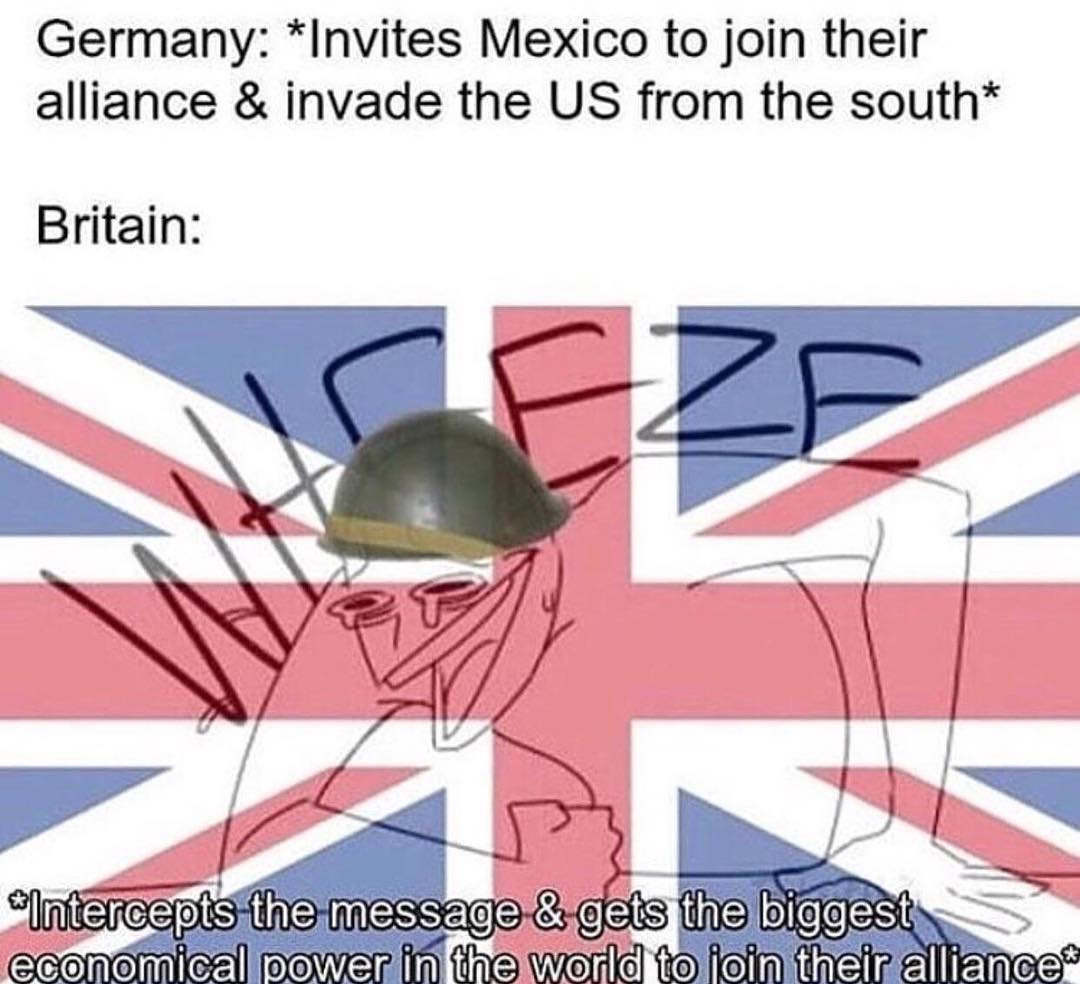 Germany: *Invites Mexico to join their
alliance & invade the US from the south*
Britain:
WHEEZE
*Intercepts the message & gets the biggest
economical power in the world to join their alliance*